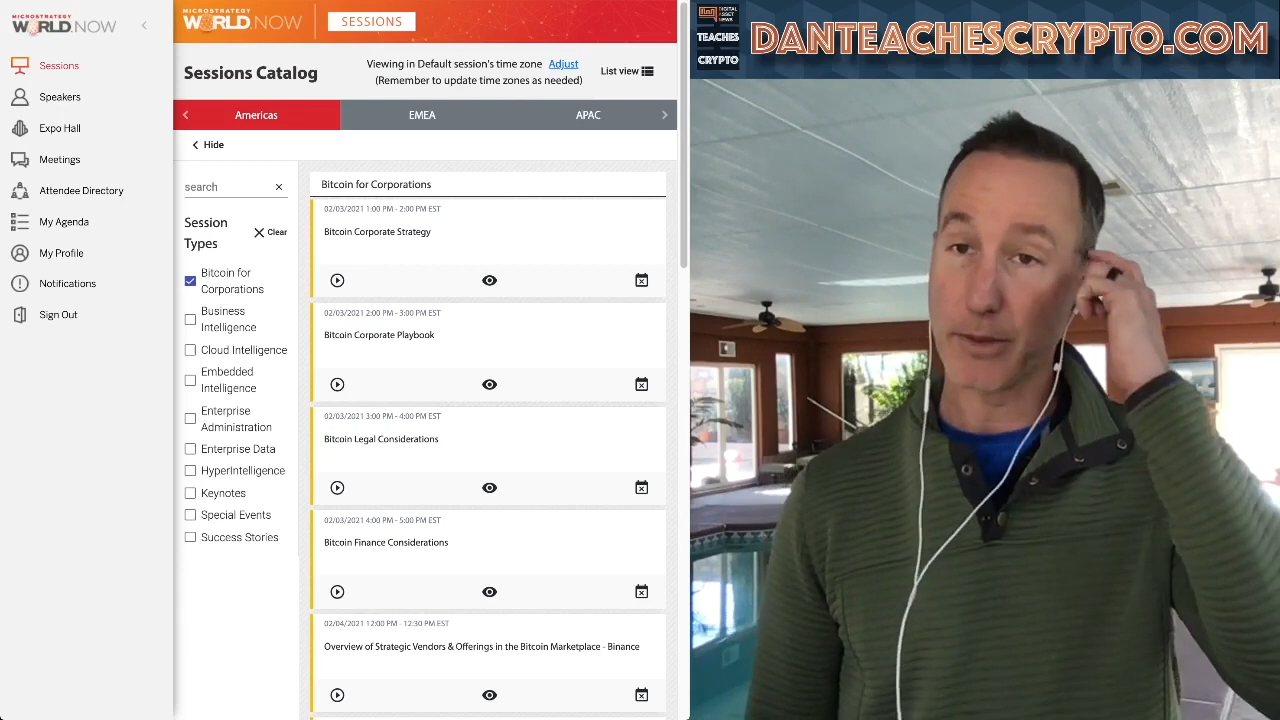 MICROSTRATEGY
WORLD.NOW
Sessions
Speakers
Expo Hall
Meetings
Attendee Directory
My Agenda
My Profile
Notifications
Sign Out
MICROSTRATEGY
WORLD.NOW
SESSIONS
Sessions Catalog
Viewing in Default session's time zone Adjust
(Remember to update time zones as needed)
List view
Americas
EMEA
APAC
Hide
search
Session
Types
Clear
Bitcoin for
Corporations
Business
Intelligence
Cloud Intelligence
Embedded
Intelligence
Enterprise
Administration
Enterprise Data
HyperIntelligence
Keynotes
Special Events
Success Stories
Bitcoin for Corporations
02/03/2021 1:00 PM - 2:00 PM EST
Bitcoin Corporate Strategy
02/03/2021 2:00 PM - 3:00 PM EST
Bitcoin Corporate Playbook
02/03/2021 3:00 PM - 4:00 PM EST
Bitcoin Legal Considerations
02/03/2021 4:00 PM - 5:00 PM EST
Bitcoin Finance Considerations
02/04/2021 12:00 PM - 12:30 PM EST
Overview of Strategic Vendors & Offerings in the Bitcoin Marketplace - Binance
DIGITAL
ASSET
NEWS
TEACHES
CRYPTO
DANTEACHESCRYPTO.COM